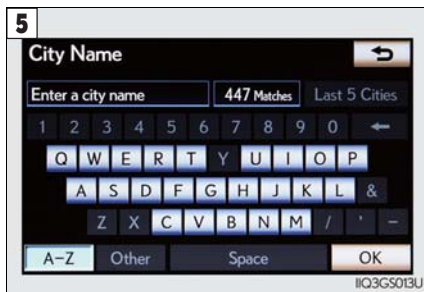 5
City Name
Enter a city name 447 Matches Last 5 Cities
1 2 3 4 5 6 7 8 9 0 ←
Q W E R T Y U I O P
A S D F G H J K L &
Z X C V B N M / ' -
A-Z Other Space OK
IIQ3GS013U